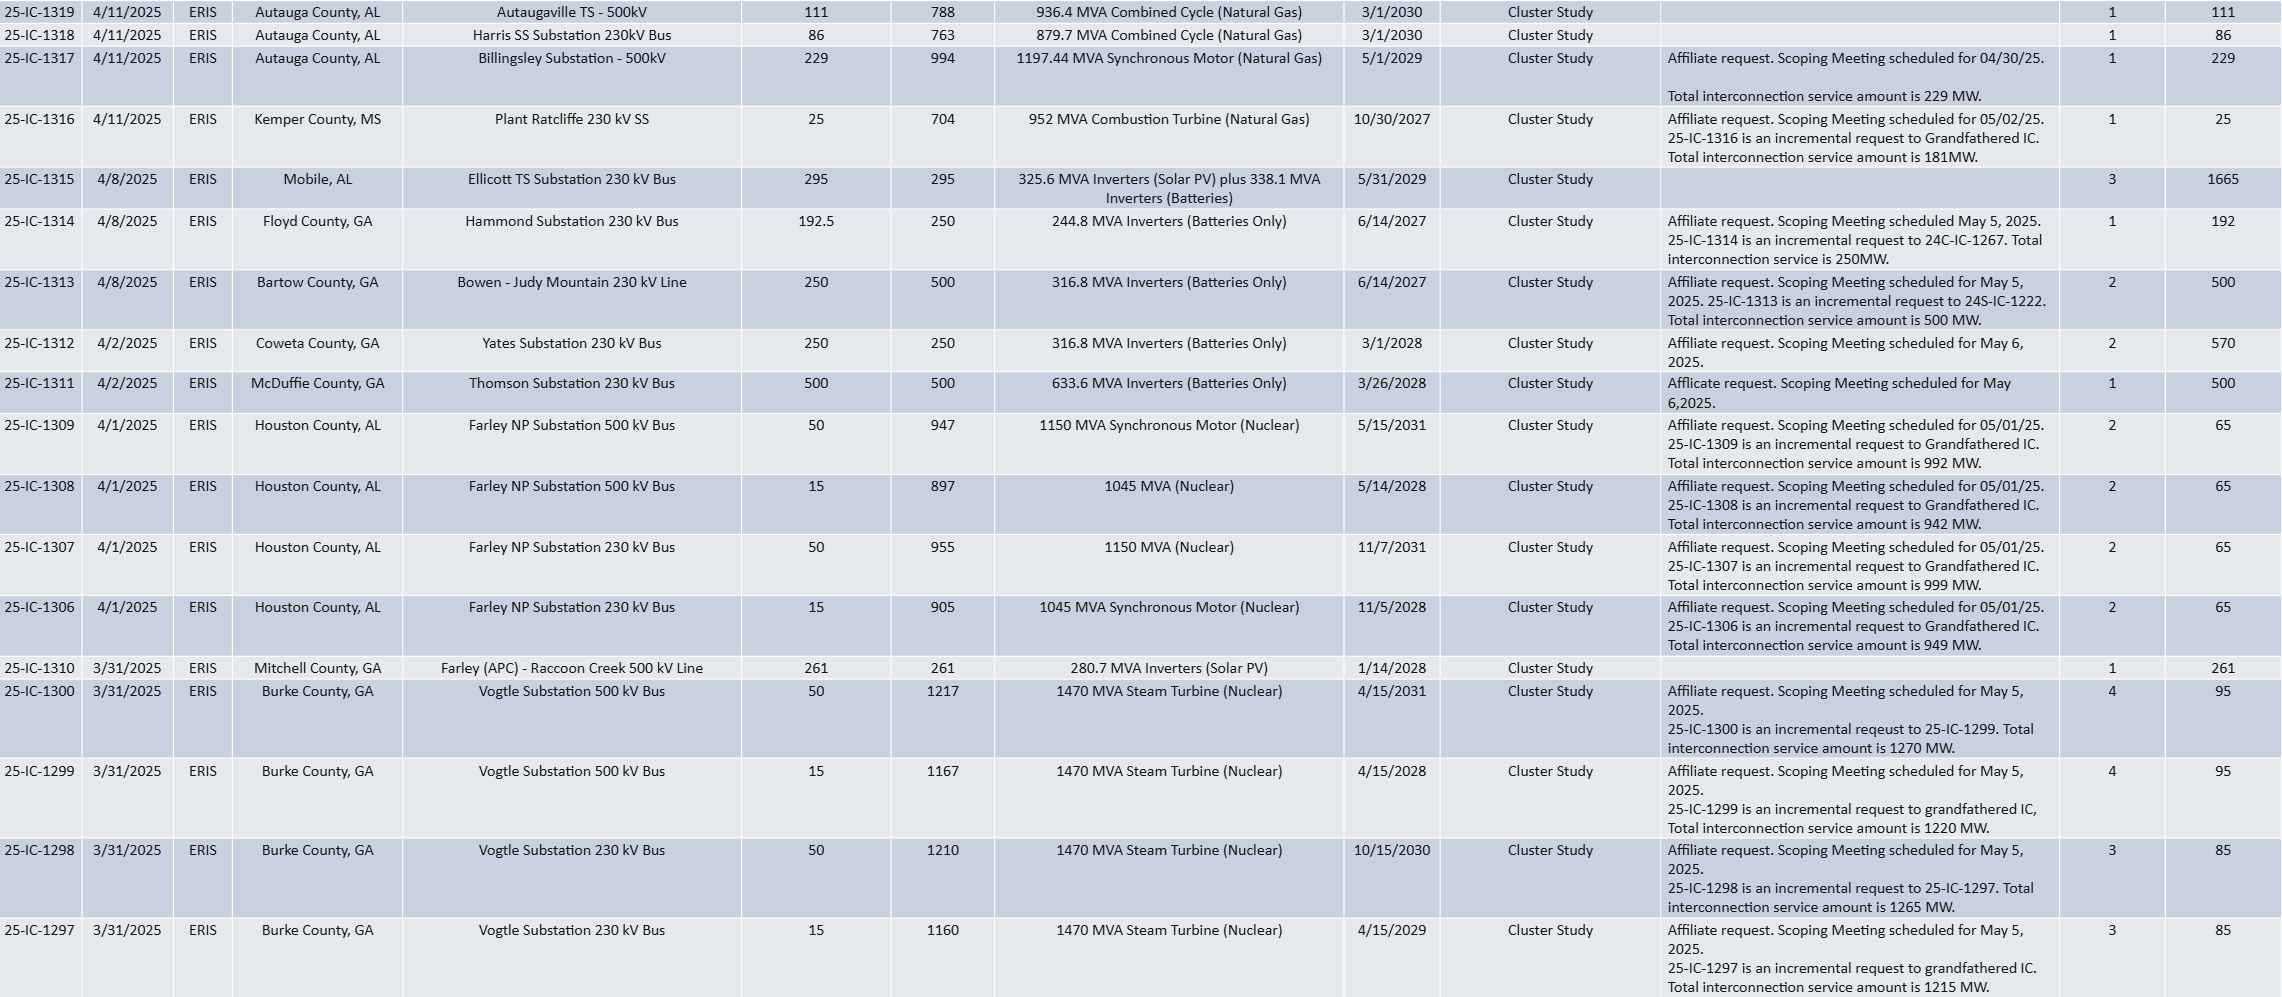 25-IC-1319 4/11/2025 ERIS Autauga County, AL Autaugaville TS - 500kV 111 788 936.4 MVA Combined Cycle (Natural Gas) 3/1/2030 Cluster Study 1 111
25-IC-1318 4/11/2025 ERIS Autauga County, AL Harris SS Substation 230kV Bus 86 763 879.7 MVA Combined Cycle (Natural Gas) 3/1/2030 Cluster Study 1 86
25-IC-1317 4/11/2025 ERIS Autauga County, AL Billingsley Substation - 500kV 229 994 1197.44 MVA Synchronous Motor (Natural Gas) 5/1/2029 Cluster Study Affiliate request. Scoping Meeting scheduled for 04/30/25. 1 229
Total interconnection service amount is 229 MW.
25-IC-1316 4/11/2025 ERIS Kemper County, MS Plant Ratcliffe 230 kV SS 25 704 952 MVA Combustion Turbine (Natural Gas) 10/30/2027 Cluster Study Affiliate request. Scoping Meeting scheduled for 05/02/25. 1 25
25-IC-1316 is an incremental request to Grandfathered IC.
Total interconnection service amount is 181MW.
25-IC-1315 4/8/2025 ERIS Mobile, AL Ellicott TS Substation 230 kV Bus 295 295 325.6 MVA Inverters (Solar PV) plus 338.1 MVA 5/31/2029 Cluster Study 3 1665
Inverters (Batteries)
25-IC-1314 4/8/2025 ERIS Floyd County, GA Hammond Substation 230 kV Bus 192.5 250 244.8 MVA Inverters (Batteries Only) 6/14/2027 Cluster Study Affiliate request. Scoping Meeting scheduled May 5, 2025. 1 192
25-IC-1314 is an incremental request to 24C-IC-1267. Total
interconnection service is 250MW.
25-IC-1313 4/8/2025 ERIS Bartow County, GA Bowen - Judy Mountain 230 kV Line 250 500 316.8 MVA Inverters (Batteries Only) 6/14/2027 Cluster Study Affiliate request. Scoping Meeting scheduled for May 5, 2 500
2025. 25-IC-1313 is an incremental request to 24S-IC-1222.
Total interconnection service amount is 500 MW.
25-IC-1312 4/2/2025 ERIS Coweta County, GA Yates Substation 230 kV Bus 250 250 316.8 MVA Inverters (Batteries Only) 3/1/2028 Cluster Study Affiliate request. Scoping Meeting scheduled for May 6, 2 570
2025.
25-IC-1311 4/2/2025 ERIS McDuffie County, GA Thomson Substation 230 kV Bus 500 500 633.6 MVA Inverters (Batteries Only) 3/26/2028 Cluster Study Afflicate request. Scoping Meeting scheduled for May 1 500
6,2025.
25-IC-1309 4/1/2025 ERIS Houston County, AL Farley NP Substation 500 kV Bus 50 947 1150 MVA Synchronous Motor (Nuclear) 5/15/2031 Cluster Study Affiliate request. Scoping Meeting scheduled for 05/01/25. 2 65
25-IC-1309 is an incremental request to Grandfathered IC.
Total interconnection service amount is 992 MW.
25-IC-1308 4/1/2025 ERIS Houston County, AL Farley NP Substation 500 kV Bus 15 897 1045 MVA (Nuclear) 5/14/2028 Cluster Study Affiliate request. Scoping Meeting scheduled for 05/01/25. 2 65
25-IC-1308 is an incremental request to Grandfathered IC.
Total interconnection service amount is 942 MW.
25-IC-1307 4/1/2025 ERIS Houston County, AL Farley NP Substation 230 kV Bus 50 955 1150 MVA (Nuclear) 11/7/2031 Cluster Study Affiliate request. Scoping Meeting scheduled for 05/01/25. 2 65
25-IC-1307 is an incremental request to Grandfathered IC.
Total interconnection service amount is 999 MW.
25-IC-1306 4/1/2025 ERIS Houston County, AL Farley NP Substation 230 kV Bus 15 905 1045 MVA Synchronous Motor (Nuclear) 11/5/2028 Cluster Study Affiliate request. Scoping Meeting scheduled for 05/01/25. 2 65
25-IC-1306 is an incremental request to Grandfathered IC.
Total interconnection service amount is 949 MW.
25-IC-1310 3/31/2025 ERIS Mitchell County, GA Farley (APC) - Raccoon Creek 500 kV Line 261 261 280.7 MVA Inverters (Solar PV) 1/14/2028 Cluster Study 1 261
25-IC-1300 3/31/2025 ERIS Burke County, GA Vogtle Substation 500 kV Bus 50 1217 1470 MVA Steam Turbine (Nuclear) 4/15/2031 Cluster Study Affiliate request. Scoping Meeting scheduled for May 5, 4 95
2025.
25-IC-1300 is an incremental reqeust to 25-IC-1299. Total
interconnection service amount is 1270 MW.
25-IC-1299 3/31/2025 ERIS Burke County, GA Vogtle Substation 500 kV Bus 15 1167 1470 MVA Steam Turbine (Nuclear) 4/15/2028 Cluster Study Affiliate request. Scoping Meeting scheduled for May 5, 4 95
2025.
25-IC-1299 is an incremental request to grandfathered IC,
Total interconnection service amount is 1220 MW.
25-IC-1298 3/31/2025 ERIS Burke County, GA Vogtle Substation 230 kV Bus 50 1210 1470 MVA Steam Turbine (Nuclear) 10/15/2030 Cluster Study Affiliate request. Scoping Meeting scheduled for May 5, 3 85
2025.
25-IC-1298 is an incremental request to 25-IC-1297. Total
interconnection service amount is 1265 MW.
25-IC-1297 3/31/2025 ERIS Burke County, GA Vogtle Substation 230 kV Bus 15 1160 1470 MVA Steam Turbine (Nuclear) 4/15/2029 Cluster Study Affiliate request. Scoping Meeting scheduled for May 5, 3 85
2025.
25-IC-1297 is an incremental request to grandfathered IC.
Total interconnection service amount is 1215 MW.